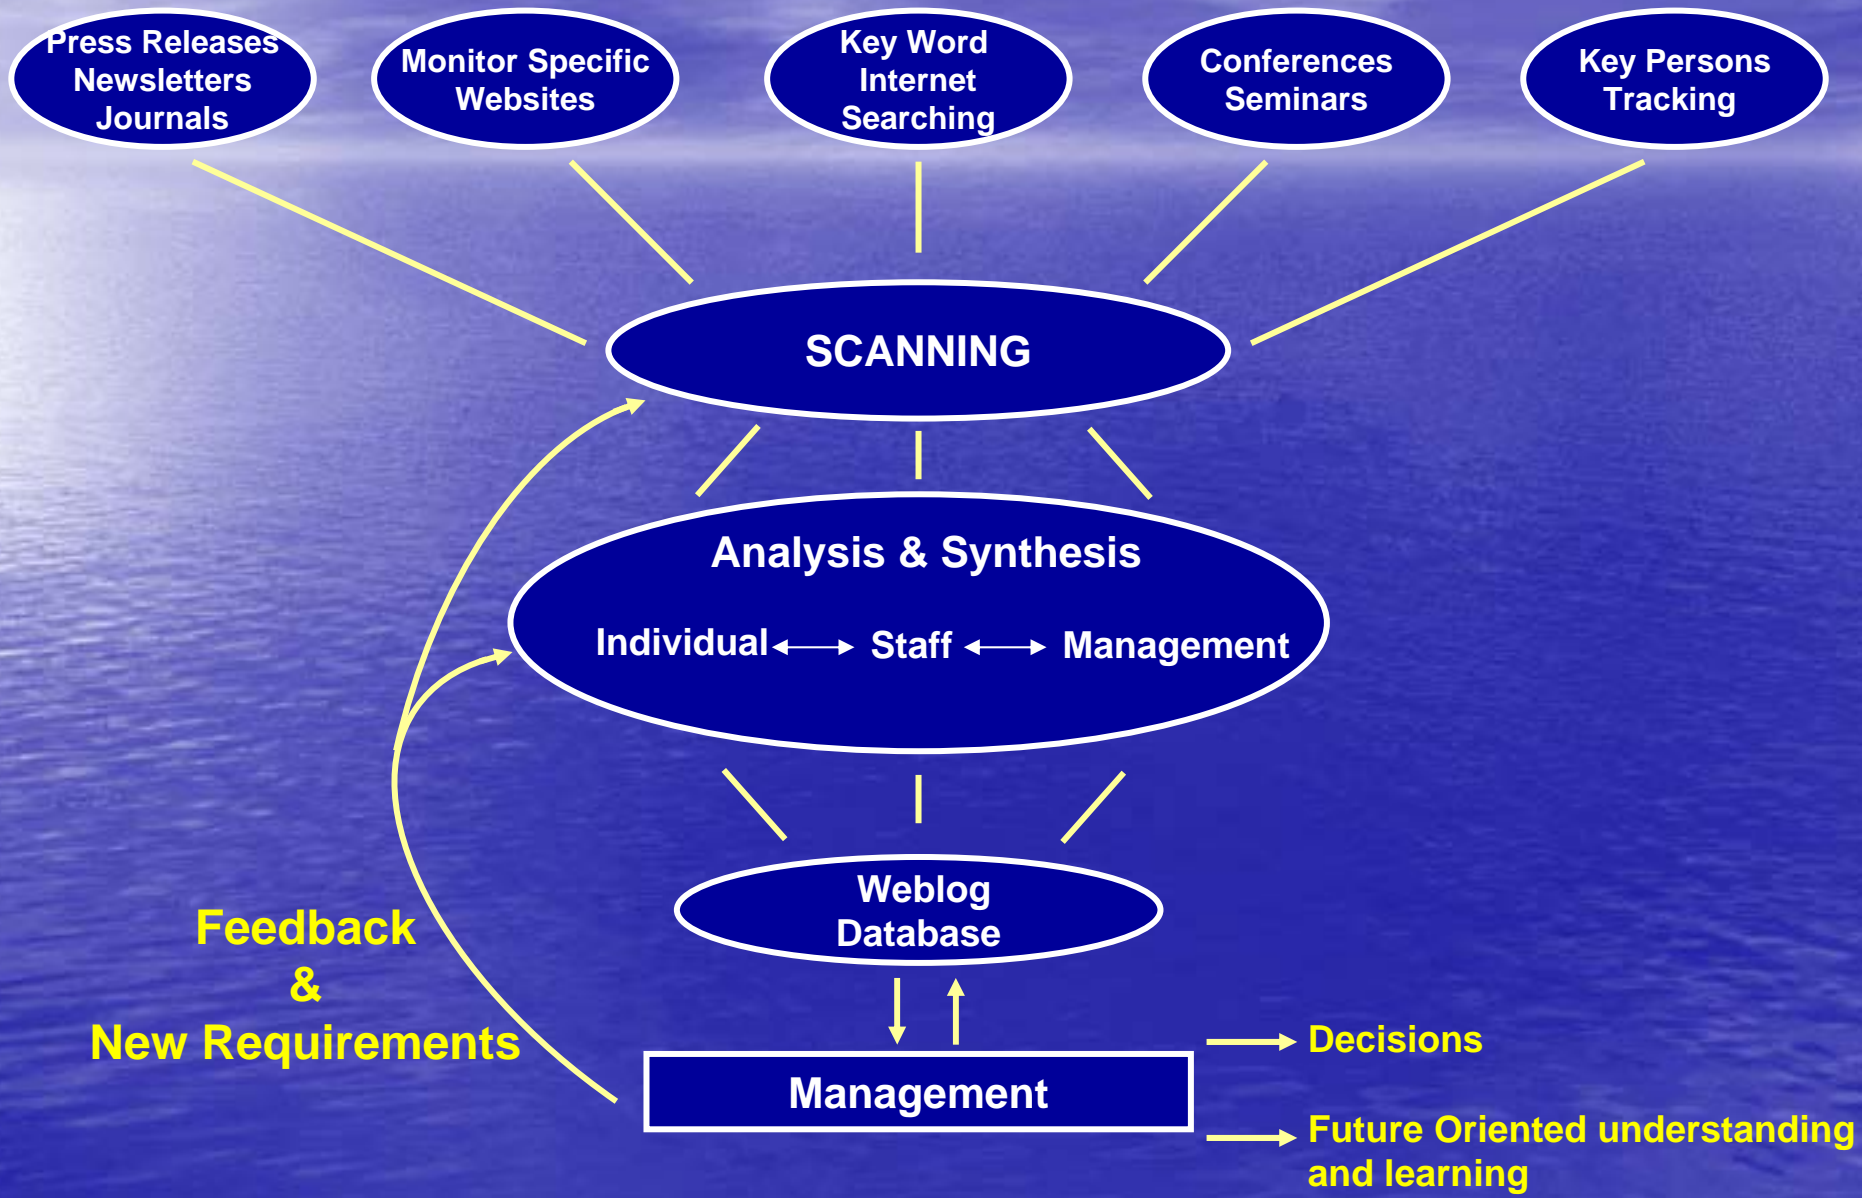 Press Releases
Newsletters
Journals
Monitor Specific
Websites
Key Word
Internet
Searching
Conferences
Seminars
Key Persons
Tracking
SCANNING
Analysis & Synthesis
Individual Staff Management
Weblog
Database
Feedback
&
New Requirements
Management
Decisions
Future Oriented understanding
and learning